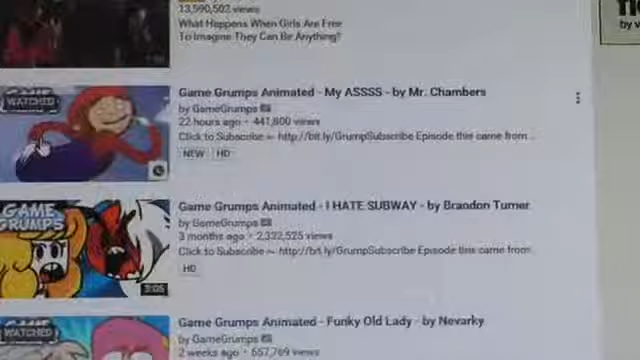 13,590,502 views
What Happens When Girls Are Free
To Imagine They Can Be Anything?
by
WATCHED
Game Grumps Animated - My ASSSS - by Mr. Chambers
by GameGrumps
22 hours ago • 441,800 views
Click to Subscribe ► http://bit.ly/GrumpSubscribe Episode this came from...
NEW HD
GAME
GRUMPS
3:05
Game Grumps Animated - I HATE SUBWAY - by Brandon Turner
by GameGrumps
3 months ago • 2,332,525 views
Click to Subscribe ► http://bit.ly/GrumpSubscribe Episode this came from
HD
WATCHED
Game Grumps Animated - Funky Old Lady - by Nevarky
by GameGrumps
2 weeks ago • 657,769 views